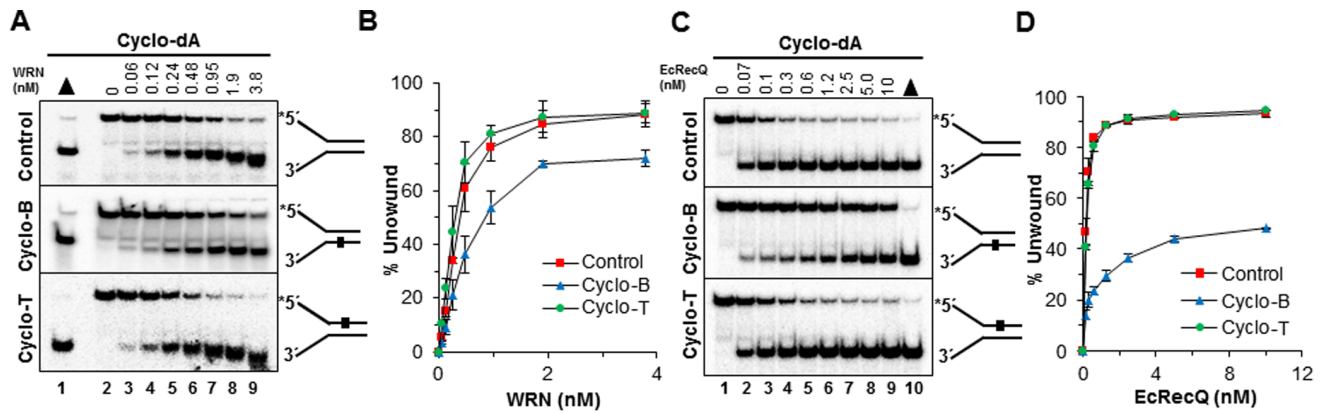 A
Cyclo-dA
WRN
(nM)
0
0.06
0.12
0.24
0.48
0.95
1.9
3.8
Control
*5´
3´
Cyclo-B
*5´
3´
Cyclo-T
*5´
3´
1 2 3 4 5 6 7 8 9
B
% Unowund
100
80
60
40
20
0
Control
Cyclo-B
Cyclo-T
0 2 4
WRN (nM)
C
Cyclo-dA
EcRecQ
(nM)
0
0.07
0.1
0.3
0.6
1.2
2.5
5.0
10
Control
*5´
3´
Cyclo-B
*5´
3´
Cyclo-T
*5´
3´
1 2 3 4 5 6 7 8 9 10
D
% Unwound
100
80
60
40
20
0
Control
Cyclo-B
Cyclo-T
0 4 8 12
EcRecQ (nM)